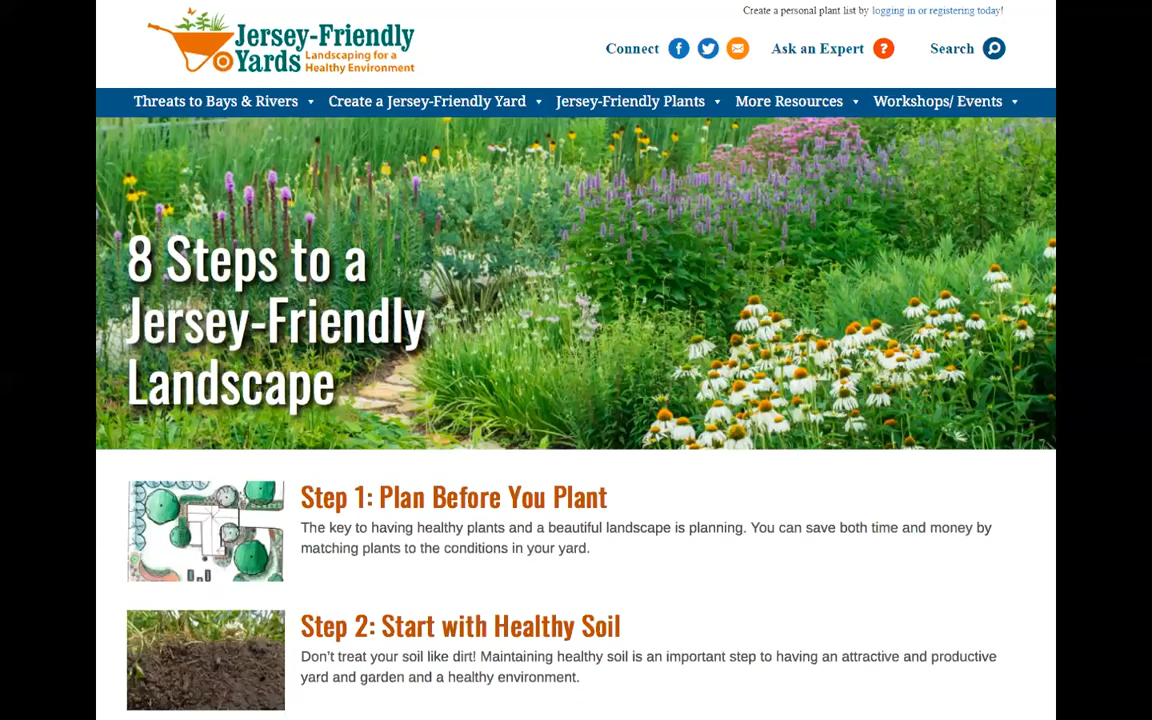 Create a personal plant list by logging in or registering today!
Jersey-Friendly
Yards Landscaping for a
Healthy Environment
Connect Ask an Expert ? Search
Threats to Bays & Rivers Create a Jersey-Friendly Yard Jersey-Friendly Plants More Resources Workshops/ Events
8 Steps to a
Jersey-Friendly
Landscape
Step 1: Plan Before You Plant
The key to having healthy plants and a beautiful landscape is planning. You can save both time and money by
matching plants to the conditions in your yard.
Step 2: Start with Healthy Soil
Don't treat your soil like dirt! Maintaining healthy soil is an important step to having an attractive and productive
yard and garden and a healthy environment.